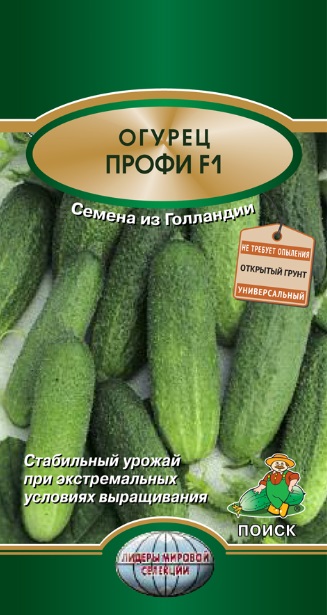 ОГУРЕЦ
ПРОФИ F1
Семена из Голландии
НЕ ТРЕБУЕТ ОПЫЛЕНИЯ
ОТКРЫТЫЙ ГРУНТ
УНИВЕРСАЛЬНЫЙ
Стабильный урожай
при экстремальных
условиях выращивания
ПОИСК
ЛИДЕРЫ МИРОВОЙ
СЕЛЕКЦИИ